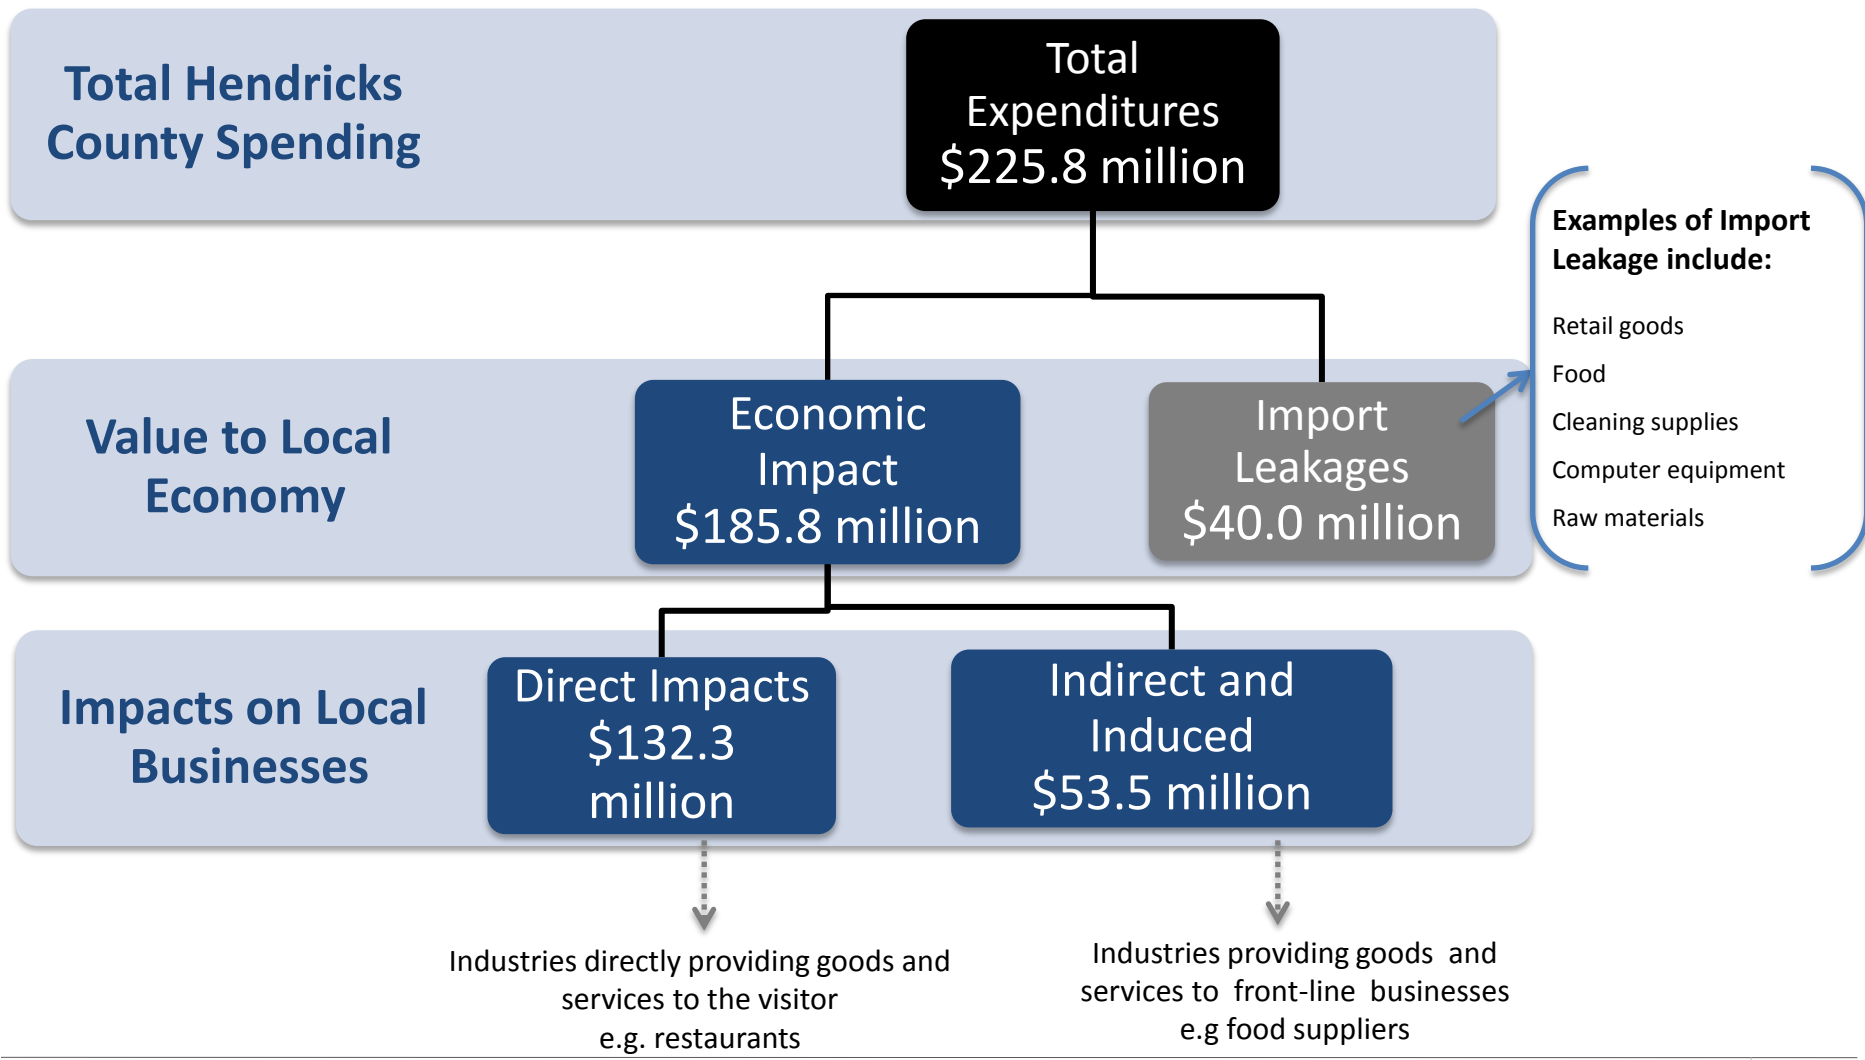 Total Hendricks
County Spending
Total
Expenditures
$225.8 million
Examples of Import
Leakage include:
Retail goods
Food
Cleaning supplies
Computer equipment
Raw materials
Value to Local
Economy
Economic
Impact
$185.8 million
Import
Leakages
$40.0 million
Impacts on Local
Businesses
Direct Impacts
$132.3
million
Indirect and
Induced
$53.5 million
Industries directly providing goods and
services to the visitor
e.g. restaurants
Industries providing goods and
services to front-line businesses
e.g food suppliers